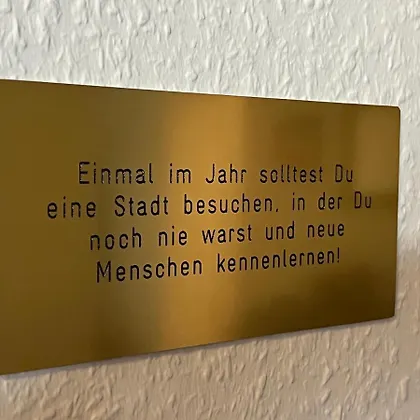 Einmal im Jahr solltest Du
eine Stadt besuchen, in der Du
noch nie warst und neue
Menschen kennenlernen!